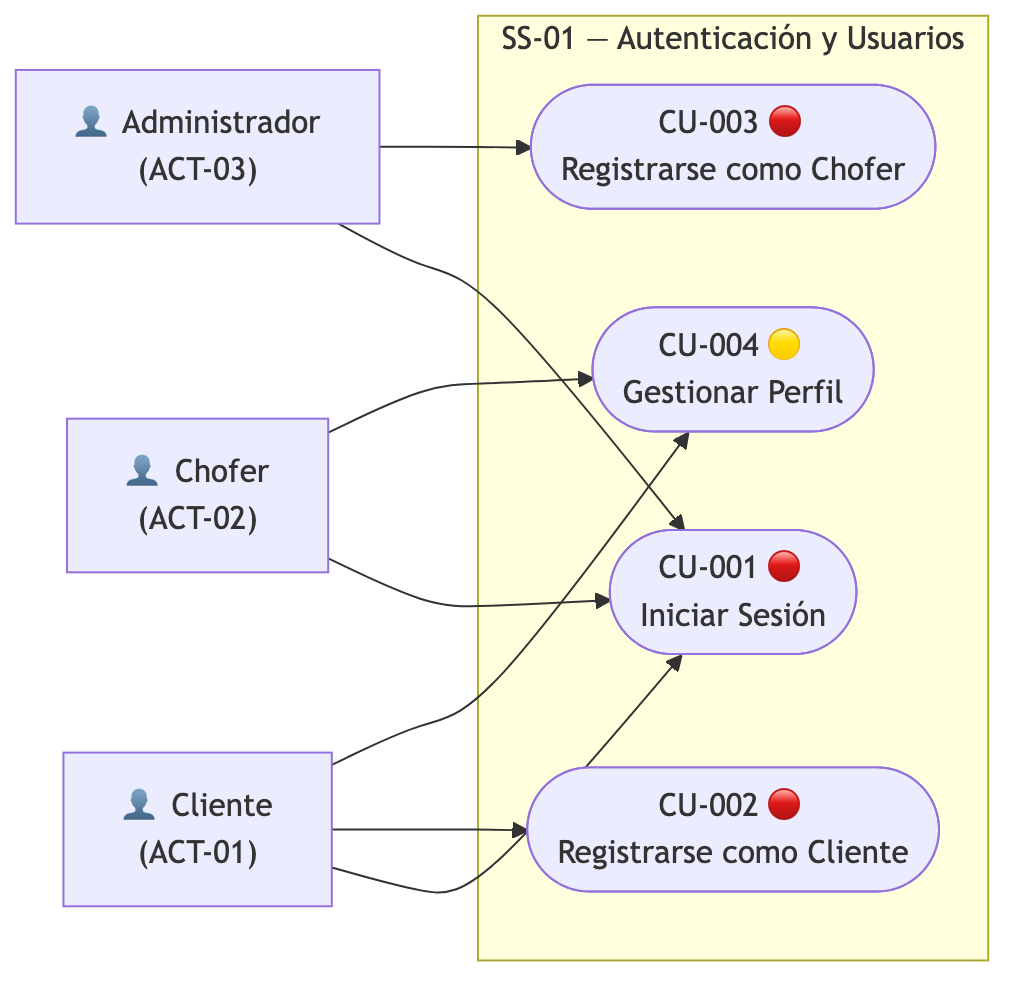 SS-01 — Autenticación y Usuarios
👤 Administrador
(ACT-03)
CU-003 🔴
Registrarse como Chofer
CU-004 🟡
Gestionar Perfil
👤 Chofer
(ACT-02)
CU-001 🔴
Iniciar Sesión
👤 Cliente
(ACT-01)
CU-002 🔴
Registrarse como Cliente